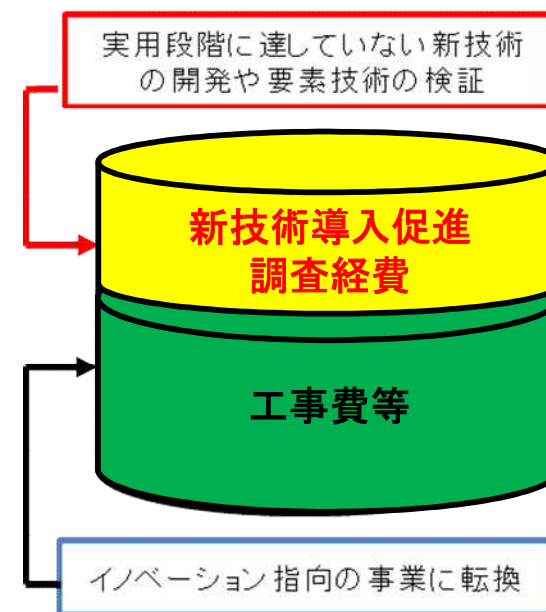 実用段階に達していない新技術
の開発や要素技術の検証
新技術導入促進
調査経費
工事費等
イノベーション指向の事業に転換